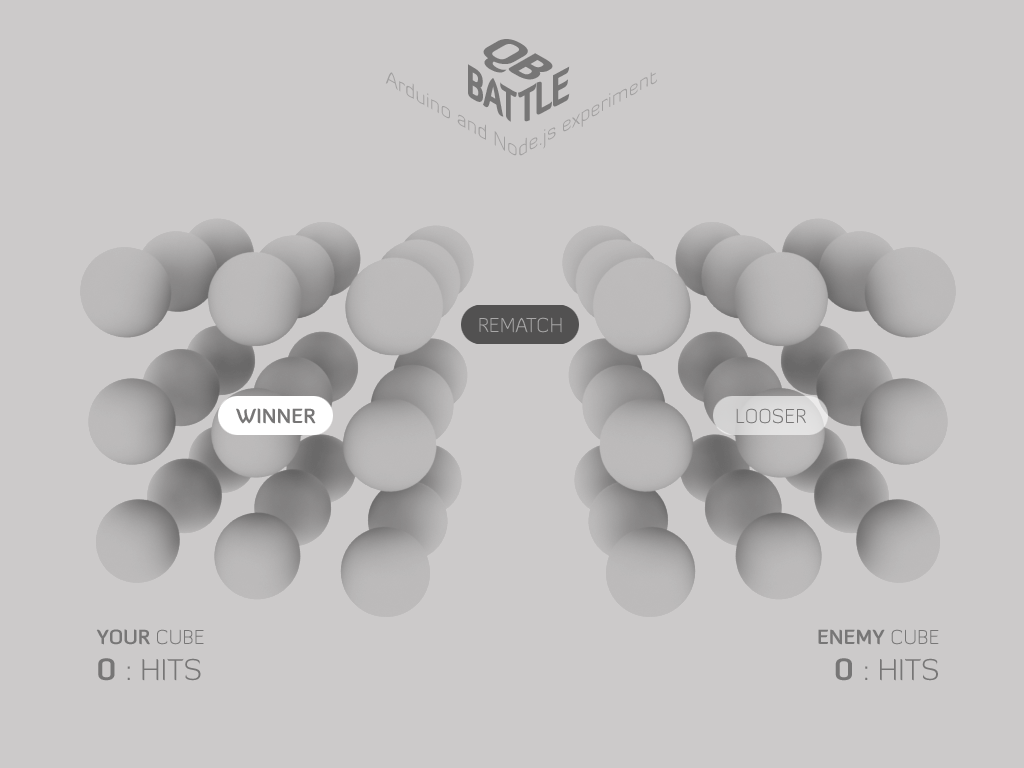 QB
BATTLE
Arduino and Node.js experiment
REMATCH
WINNER
LOOSER
YOUR CUBE
0 : HITS
ENEMY CUBE
0 : HITS